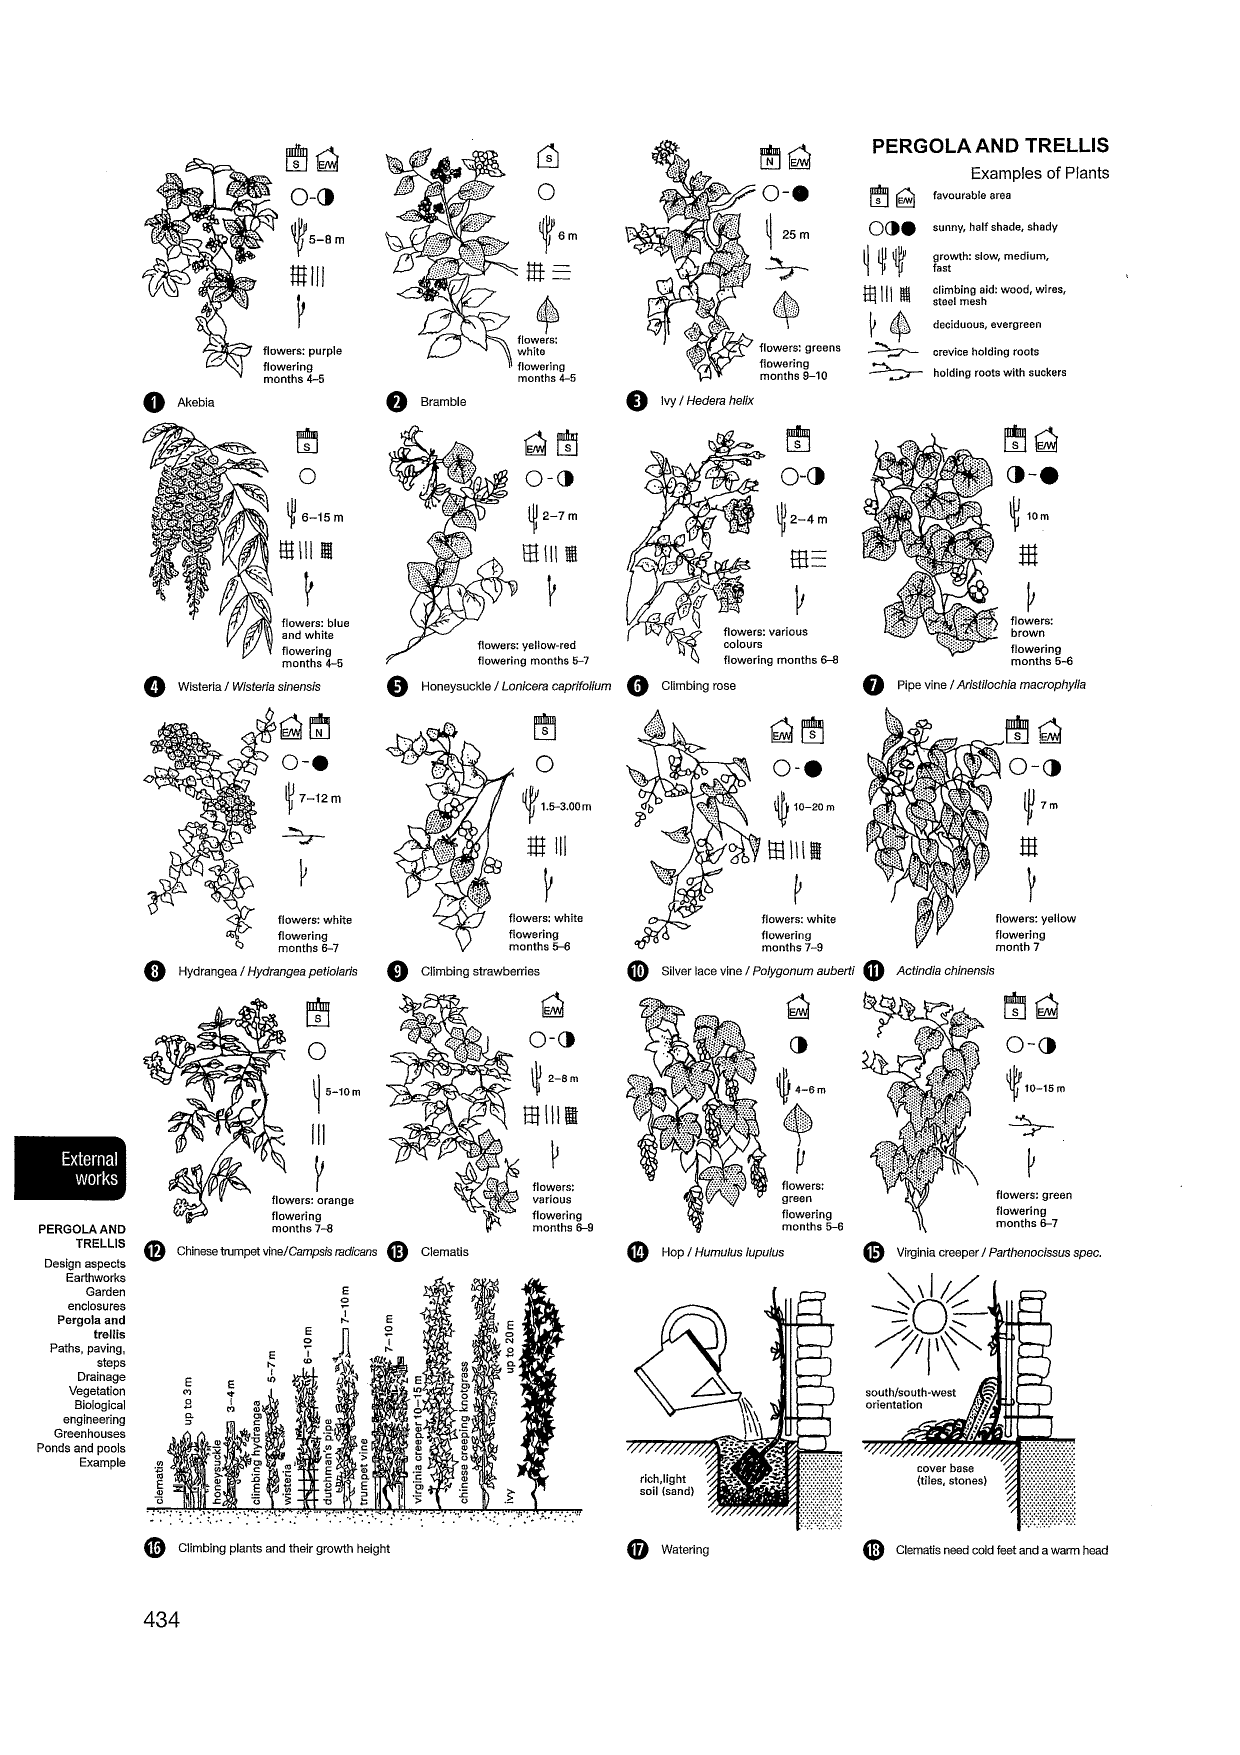 PERGOLA AND TRELLIS
Examples of Plants
S E/W favourable area
sunny, half shade, shady
growth: slow, medium,
fast
climbing aid: wood, wires,
steel mesh
deciduous, evergreen
crevice holding roots
holding roots with suckers
S E/W
5–8 m
flowers: purple
flowering
months 4–5
1 Akebia
S
6 m
flowers:
white
flowering
months 4–5
2 Bramble
N E/W
25 m
flowers: greens
flowering
months 9–10
3 Ivy / Hedera helix
S
6–15 m
flowers: blue
and white
flowering
months 4–5
4 Wisteria / Wisteria sinensis
E/W S
2–7 m
flowers: yellow-red
flowering months 5–7
5 Honeysuckle / Lonicera caprifolium
S
2–4 m
flowers: various
colours
flowering months 6–8
6 Climbing rose
S E/W
10 m
flowers:
brown
flowering
months 5–6
7 Pipe vine / Aristilochia macrophylla
E/W N
7–12 m
flowers: white
flowering
months 6–7
8 Hydrangea / Hydrangea petiolaris
S
1.5–3.00 m
flowers: white
flowering
months 5–6
9 Climbing strawberries
E/W S
10–20 m
flowers: white
flowering
months 7–9
10 Silver lace vine / Polygonum auberti
S E/W
7 m
flowers: yellow
flowering
month 7
11 Actindia chinensis
S
5–10 m
flowers: orange
flowering
months 7–8
12 Chinese trumpet vine/Campsis radicans
E/W
2–8 m
flowers:
various
flowering
months 6–9
13 Clematis
E/W
4–6 m
flowers:
green
flowering
months 5–6
14 Hop / Humulus lupulus
S E/W
10–15 m
flowers: green
flowering
months 6–7
15 Virginia creeper / Parthenocissus spec.
External
works
PERGOLA AND
TRELLIS
Design aspects
Earthworks
Garden
enclosures
Pergola and
trellis
Paths, paving,
steps
Drainage
Vegetation
Biological
engineering
Greenhouses
Ponds and pools
Example
clematis
up to 3 m
honeysuckle
3–4 m
climbing hydrangea
5–7 m
wisteria
6–10 m
dutchman's pipe
7–10 m
trumpet vine
7–10 m
virginia creeper 10–15 m
chinese creeping knotgrass
ivy
up to 20 m
16 Climbing plants and their growth height
rich,light
soil (sand)
17 Watering
south/south-west
orientation
cover base
(tiles, stones)
18 Clematis need cold feet and a warm head
434